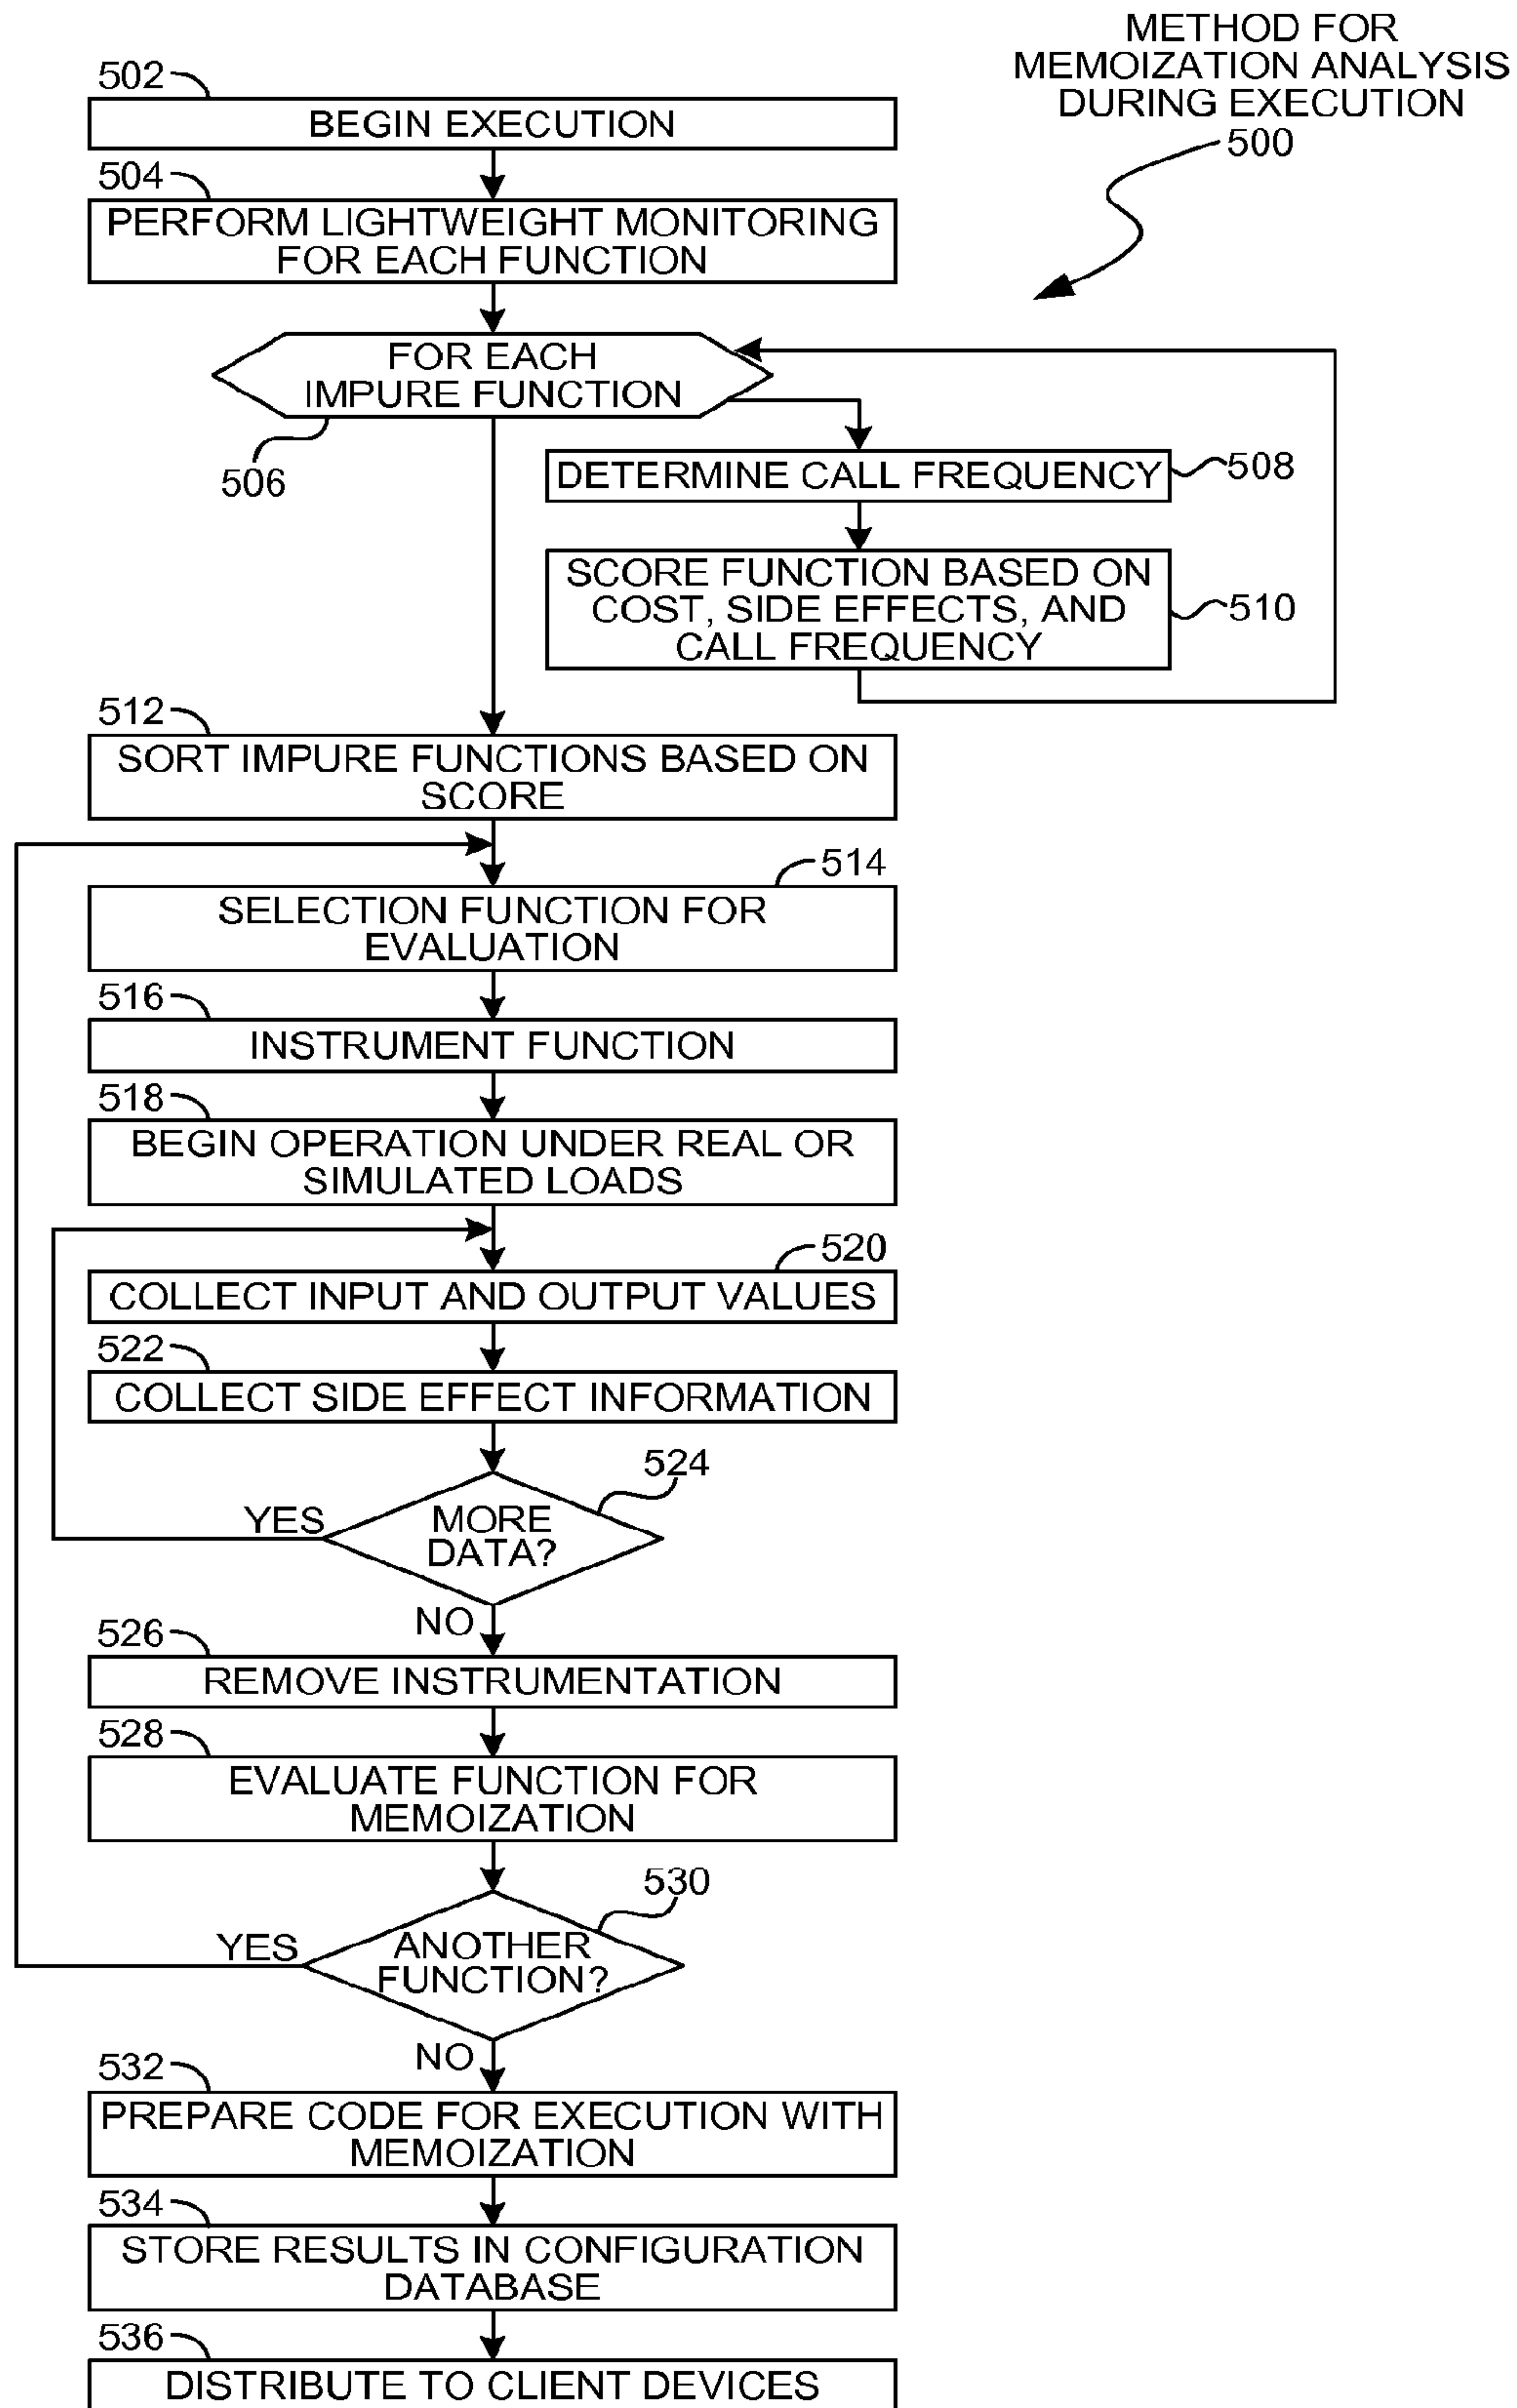 METHOD FOR
MEMOIZATION ANALYSIS
DURING EXECUTION
500
502
BEGIN EXECUTION
504
PERFORM LIGHTWEIGHT MONITORING
FOR EACH FUNCTION
FOR EACH
IMPURE FUNCTION
506
DETERMINE CALL FREQUENCY
508
SCORE FUNCTION BASED ON
COST, SIDE EFFECTS, AND
CALL FREQUENCY
510
512
SORT IMPURE FUNCTIONS BASED ON
SCORE
514
SELECTION FUNCTION FOR
EVALUATION
516
INSTRUMENT FUNCTION
518
BEGIN OPERATION UNDER REAL OR
SIMULATED LOADS
520
COLLECT INPUT AND OUTPUT VALUES
522
COLLECT SIDE EFFECT INFORMATION
524
YES
MORE
DATA?
NO
526
REMOVE INSTRUMENTATION
528
EVALUATE FUNCTION FOR
MEMOIZATION
530
YES
ANOTHER
FUNCTION?
NO
532
PREPARE CODE FOR EXECUTION WITH
MEMOIZATION
534
STORE RESULTS IN CONFIGURATION
DATABASE
536
DISTRIBUTE TO CLIENT DEVICES